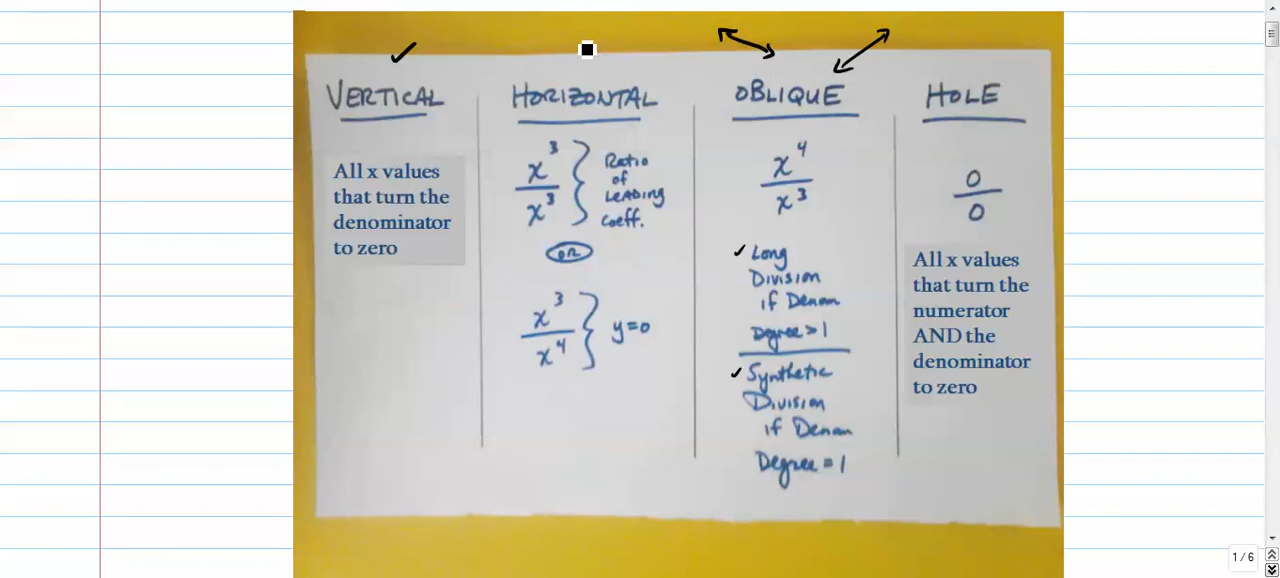 VERTICAL
All x values
that turn the
denominator
to zero
HORIZONTAL
x³
x³
Ratio
of
LEADING
Coeff.
OR
x³
x⁴
y=0
OBLIQUE
x⁴
x³
✓Long
Division
if Denom
Degree >1
✓Synthetic
Division
if Denom
Degree = 1
HOLE
0
0
All x values
that turn the
numerator
AND the
denominator
to zero
1 / 6